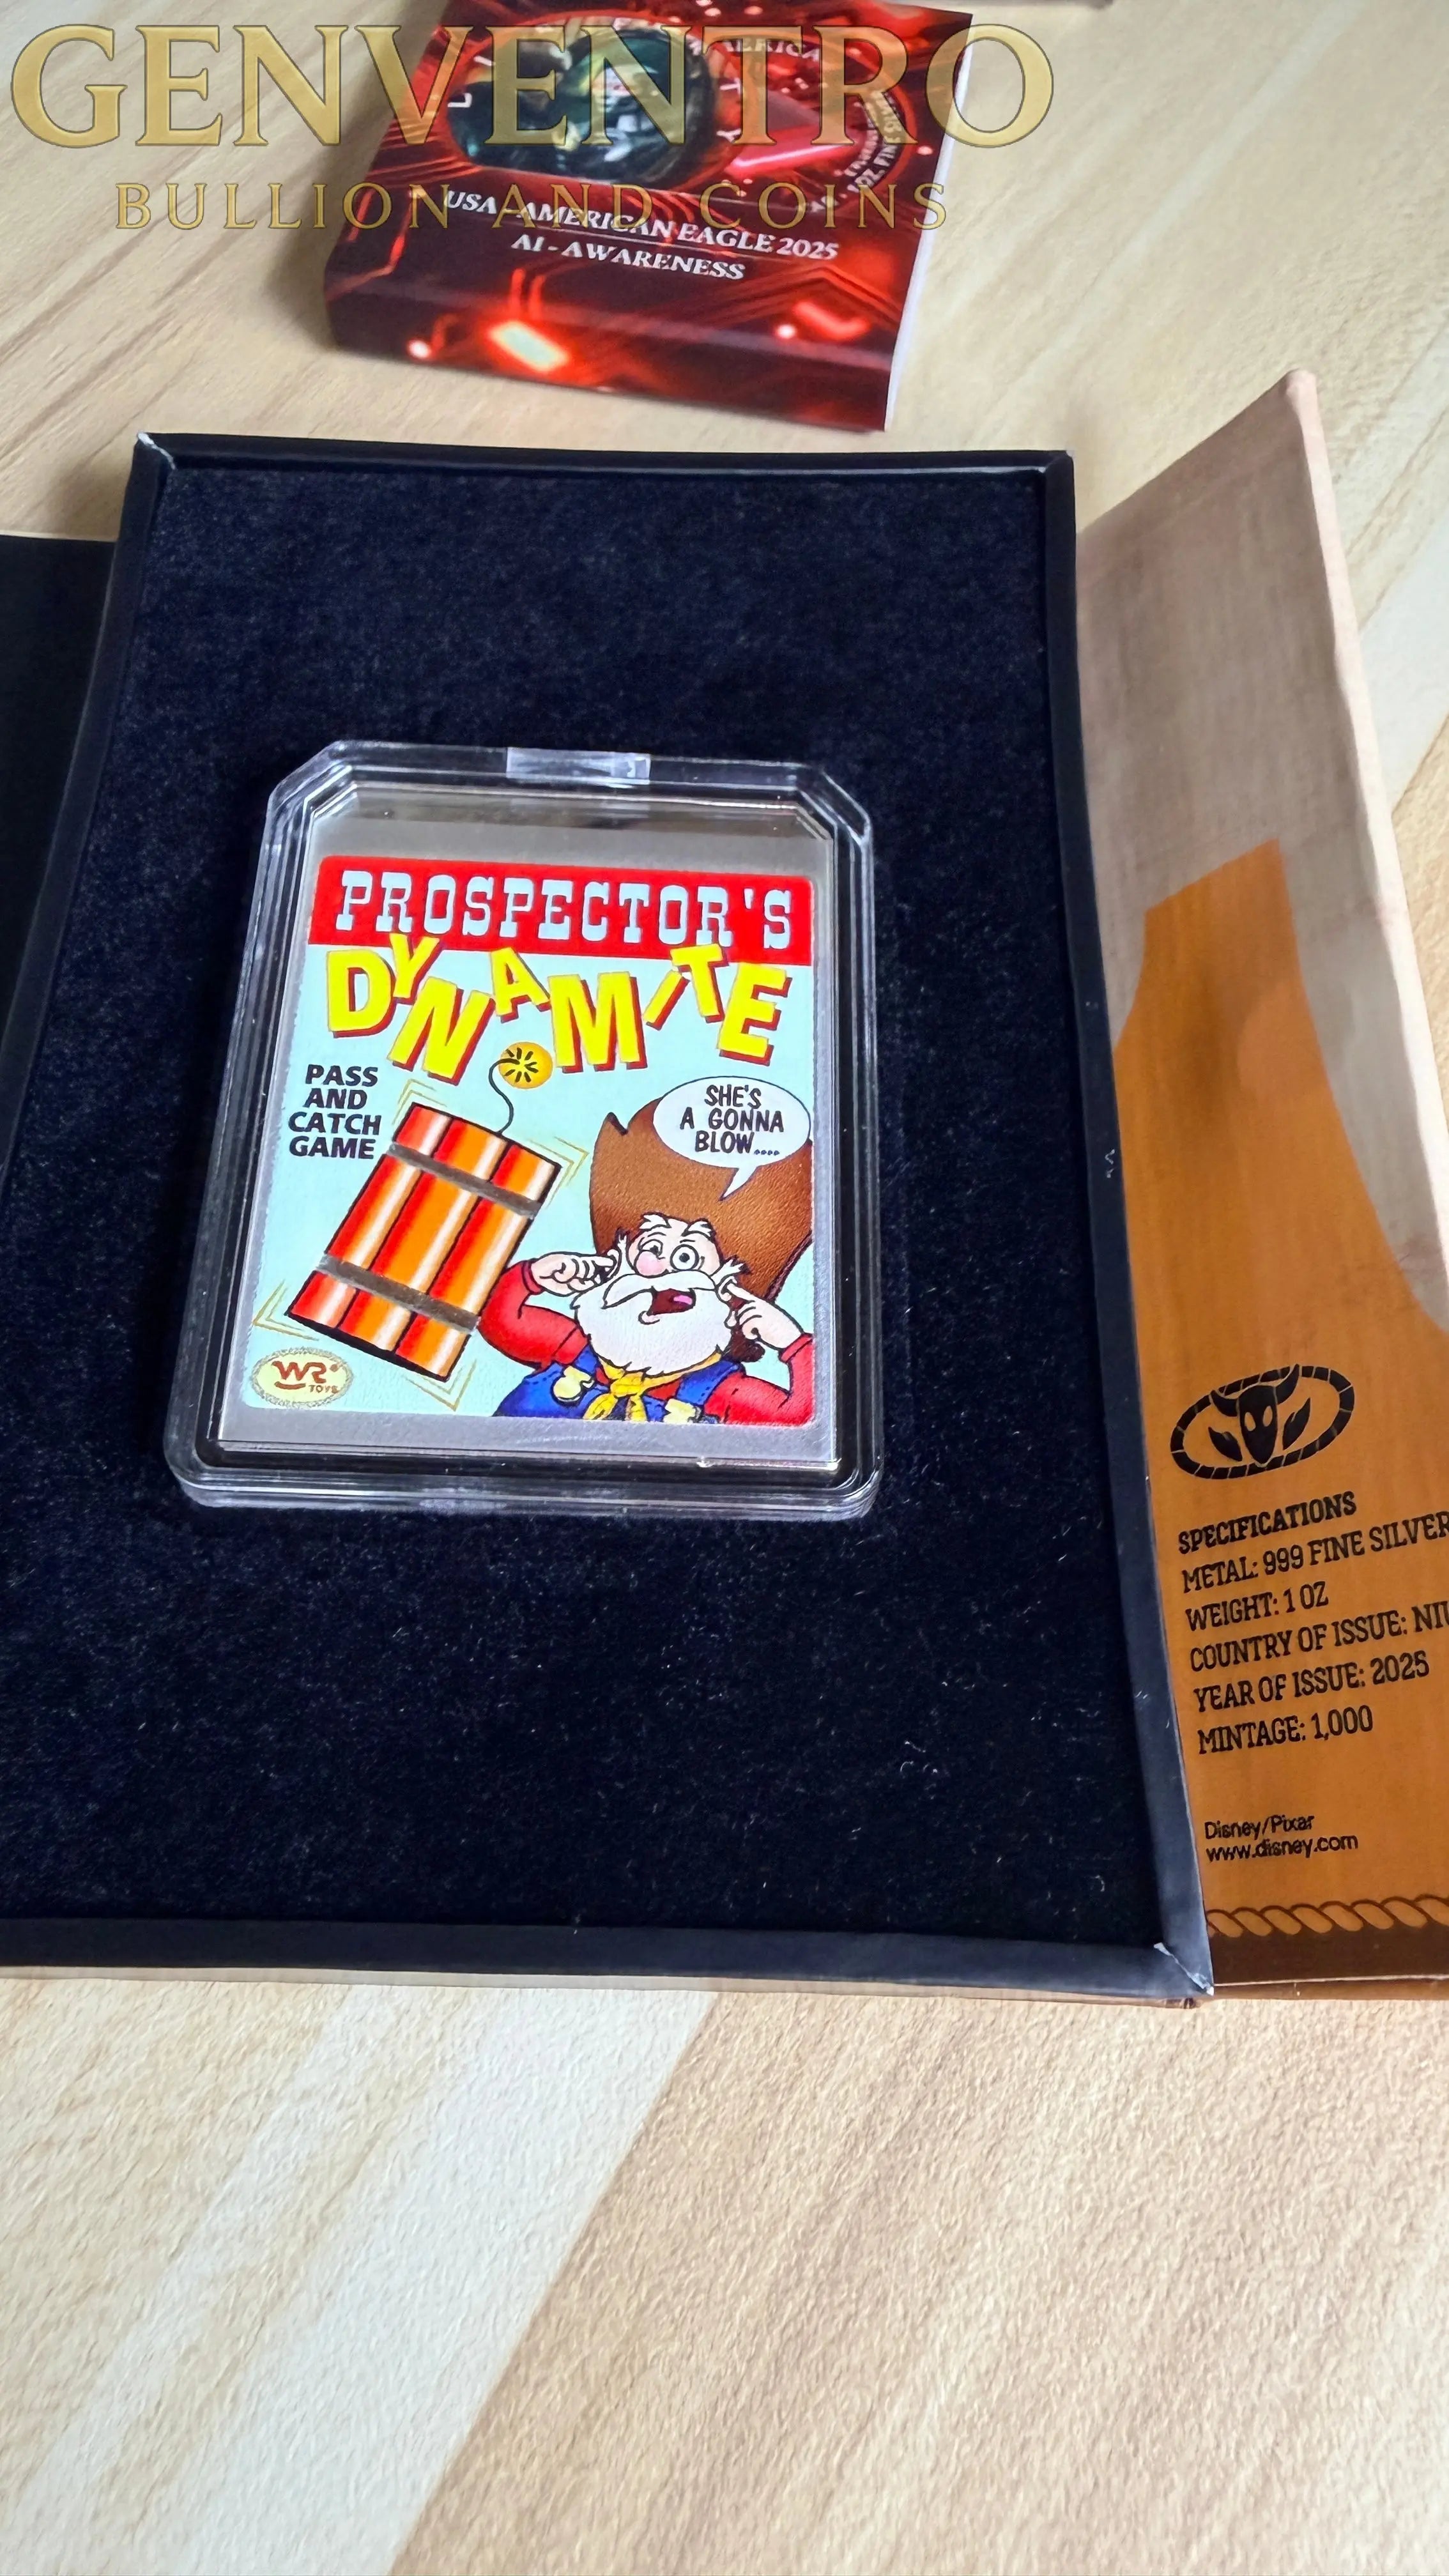 GENVENTRO
BULLION AND COINS
USA - AMERICAN EAGLE 2025
AI - AWARENESS
PROSPECTOR'S
DYNAMITE
PASS
AND
CATCH
GAME
SHE'S
A GONNA
BLOW....
WR
TOYS
SPECIFICATIONS
METAL: 999 FINE SILVER
WEIGHT: 1 OZ
COUNTRY OF ISSUE:
YEAR OF ISSUE: 2025
MINTAGE: 1,000
Disney/Pixar
www.disney.com